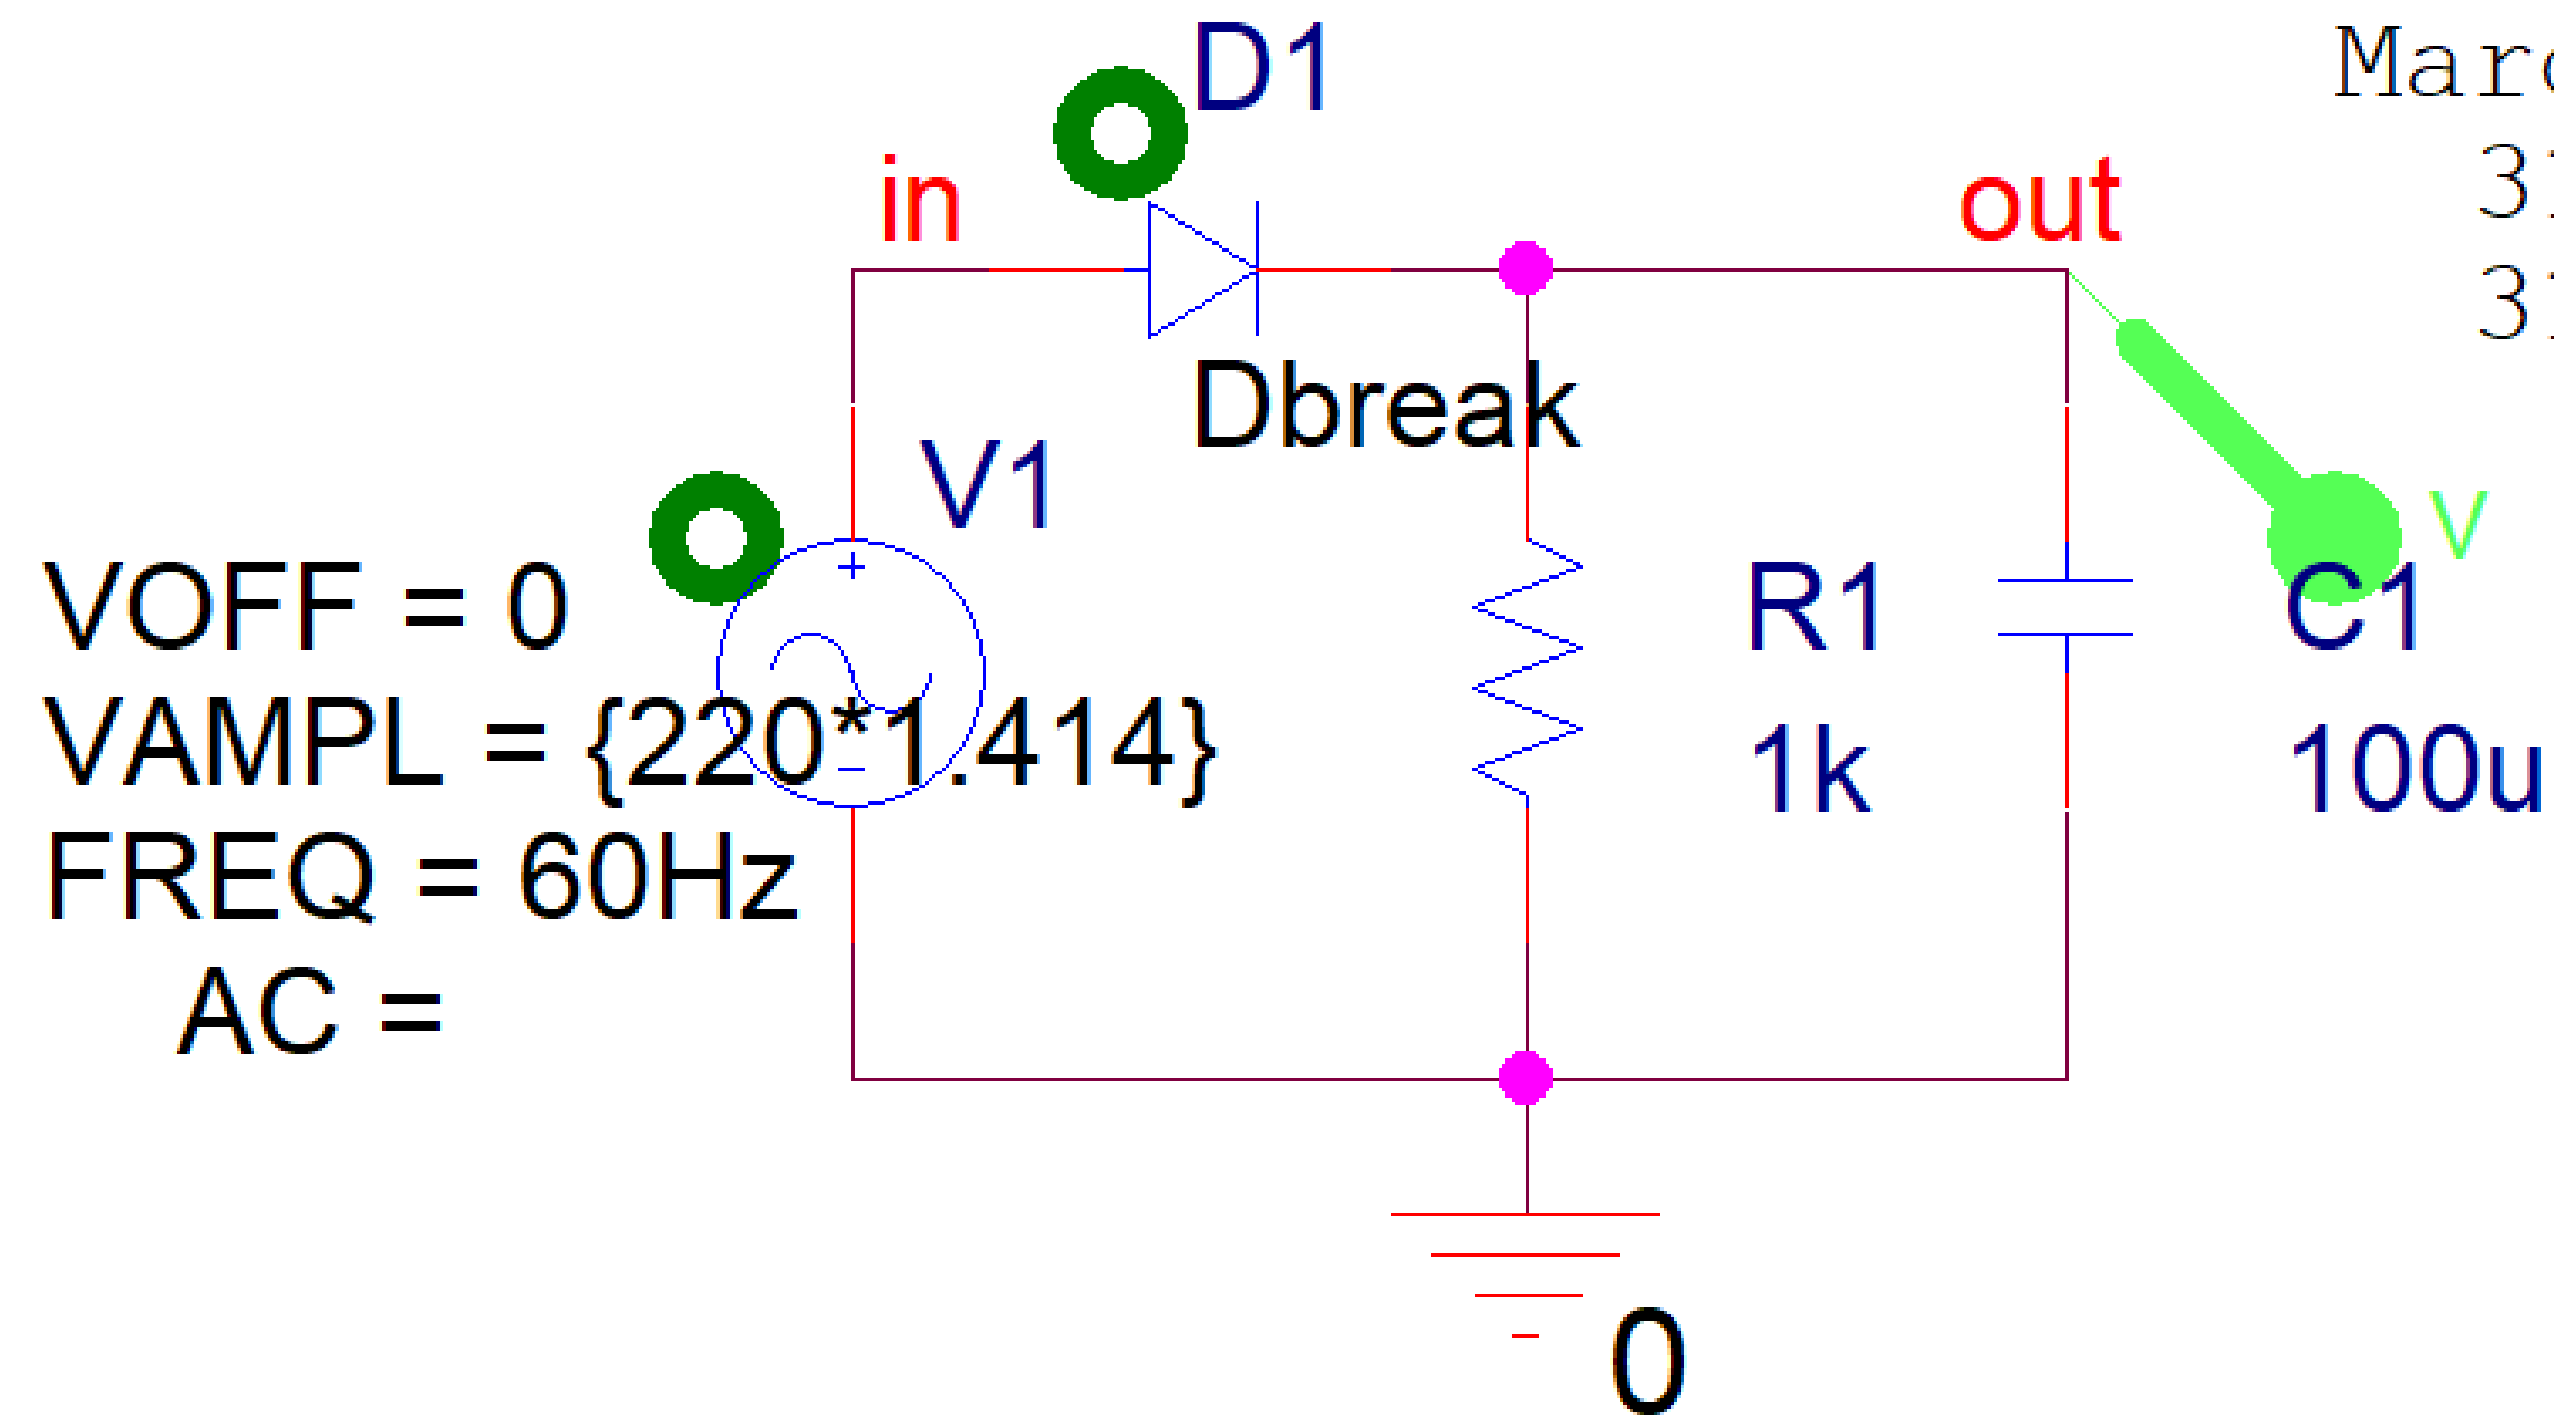 D1
in
out
Dbreak
V1
V
VOFF = 0
R1
C1
VAMPL = {220*1.414}
1k
100u
FREQ = 60Hz
AC =
0